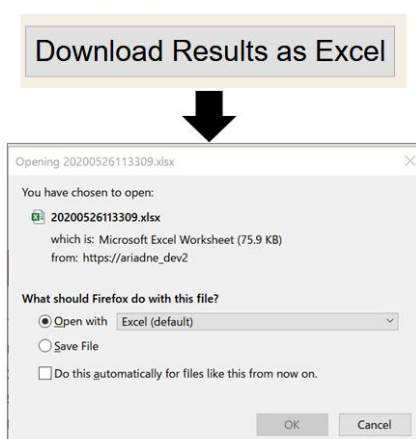 Download Results as Excel
Opening 20200526113309.xlsx
You have chosen to open:
20200526113309.xlsx
which is: Microsoft Excel Worksheet (75.9 KB)
from: https://ariadne_dev2
What should Firefox do with this file?
Open with Excel (default)
Save File
Do this automatically for files like this from now on.
OK Cancel